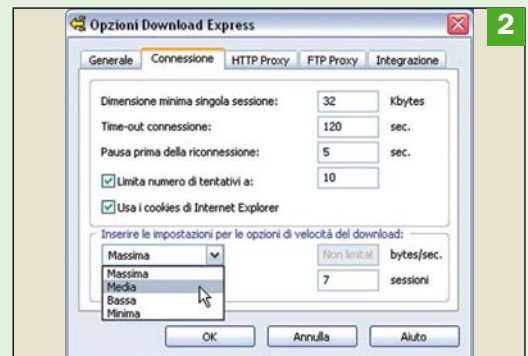 Opzioni Download Express
2
Generale Connessione HTTP Proxy FTP Proxy Integrazione
Dimensione minima singola sessione: 32 Kbytes
Time-out connessione: 120 sec.
Pausa prima della riconnessione: 5 sec.
Limita numero di tentativi a: 10
Usa i cookies di Internet Explorer
Inserire le impostazioni per le opzioni di velocità del download:
Massima Non limitat bytes/sec.
Massima
Media 7 sessioni
Bassa
Minima
OK Annulla Aiuto